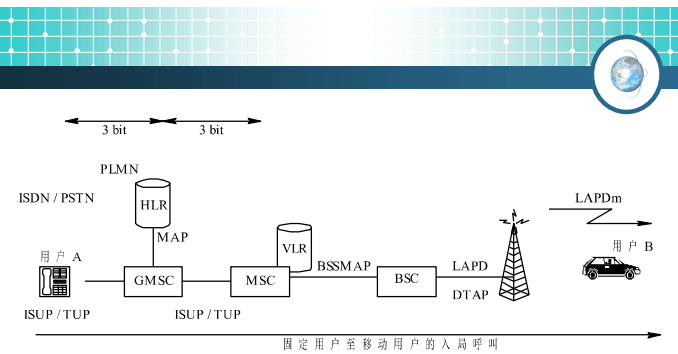 3 bit 3 bit
PLMN
ISDN / PSTN
HLR
LAPDm
MAP
VLR
用户 B
用户 A
GMSC
MSC
BSSMAP
BSC
LAPD
DTAP
ISUP / TUP
ISUP / TUP
固定用户至移动用户的入局呼叫